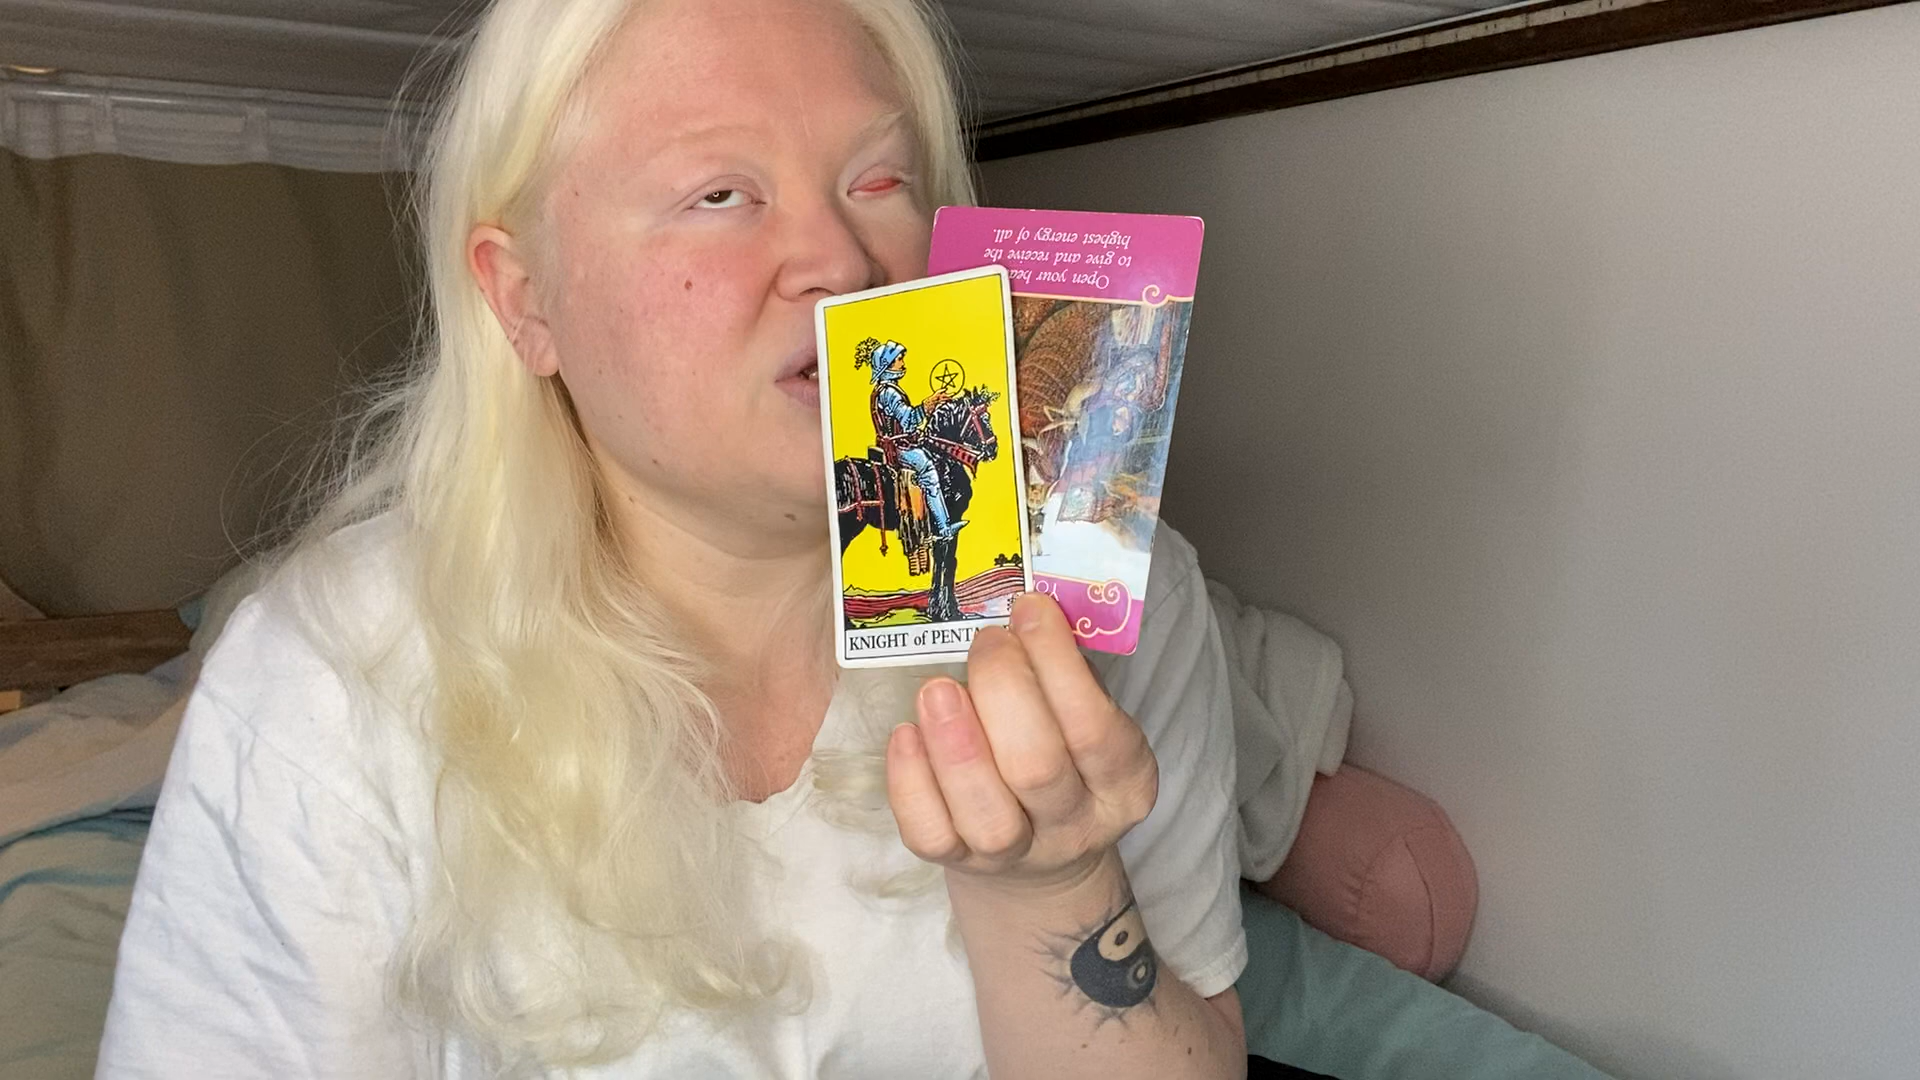 Open your
to give and receive the
highest energy of all.
KNIGHT of